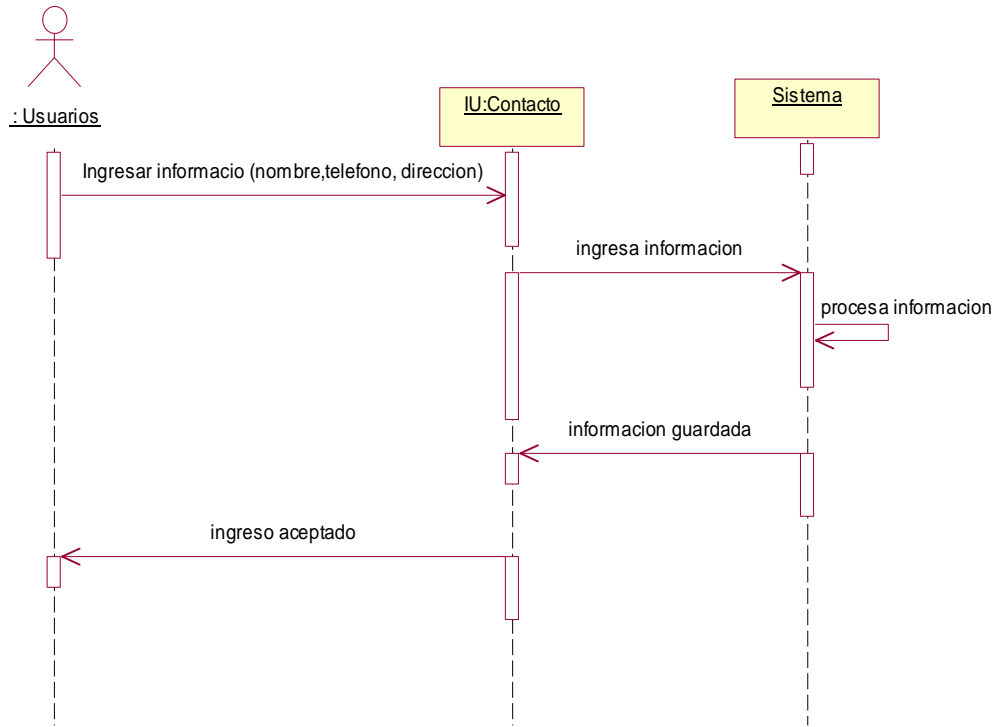 : Usuarios
IU:Contacto
Sistema
Ingresar informacio (nombre,telefono, direccion)
ingresa informacion
procesa informacion
informacion guardada
ingreso aceptado